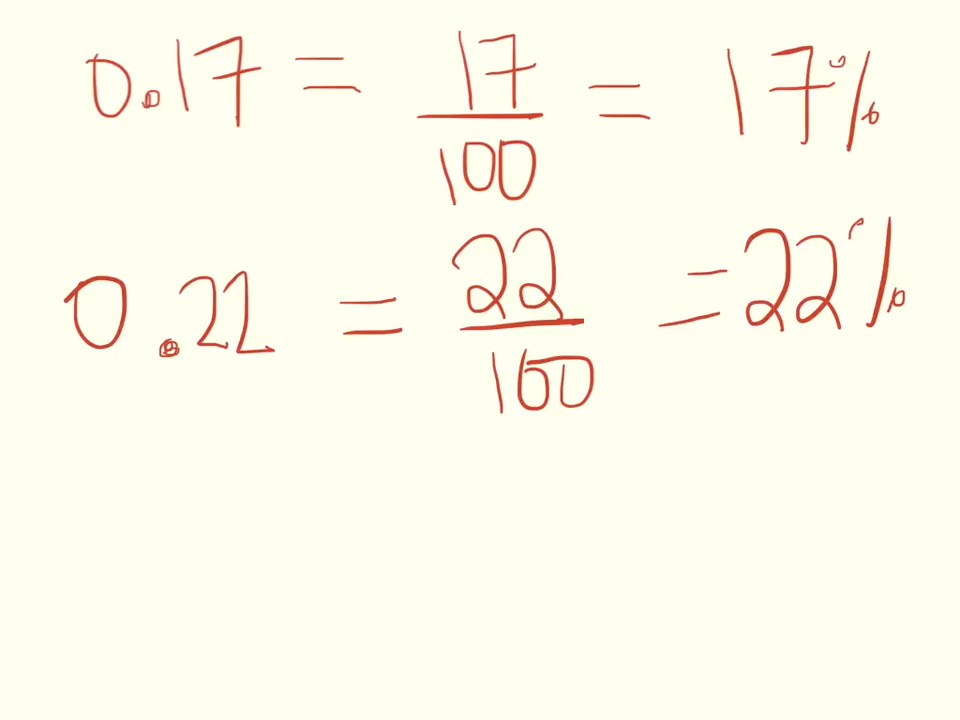 0.17 = 17/100 = 17%
0.22 = 22/100 = 22%